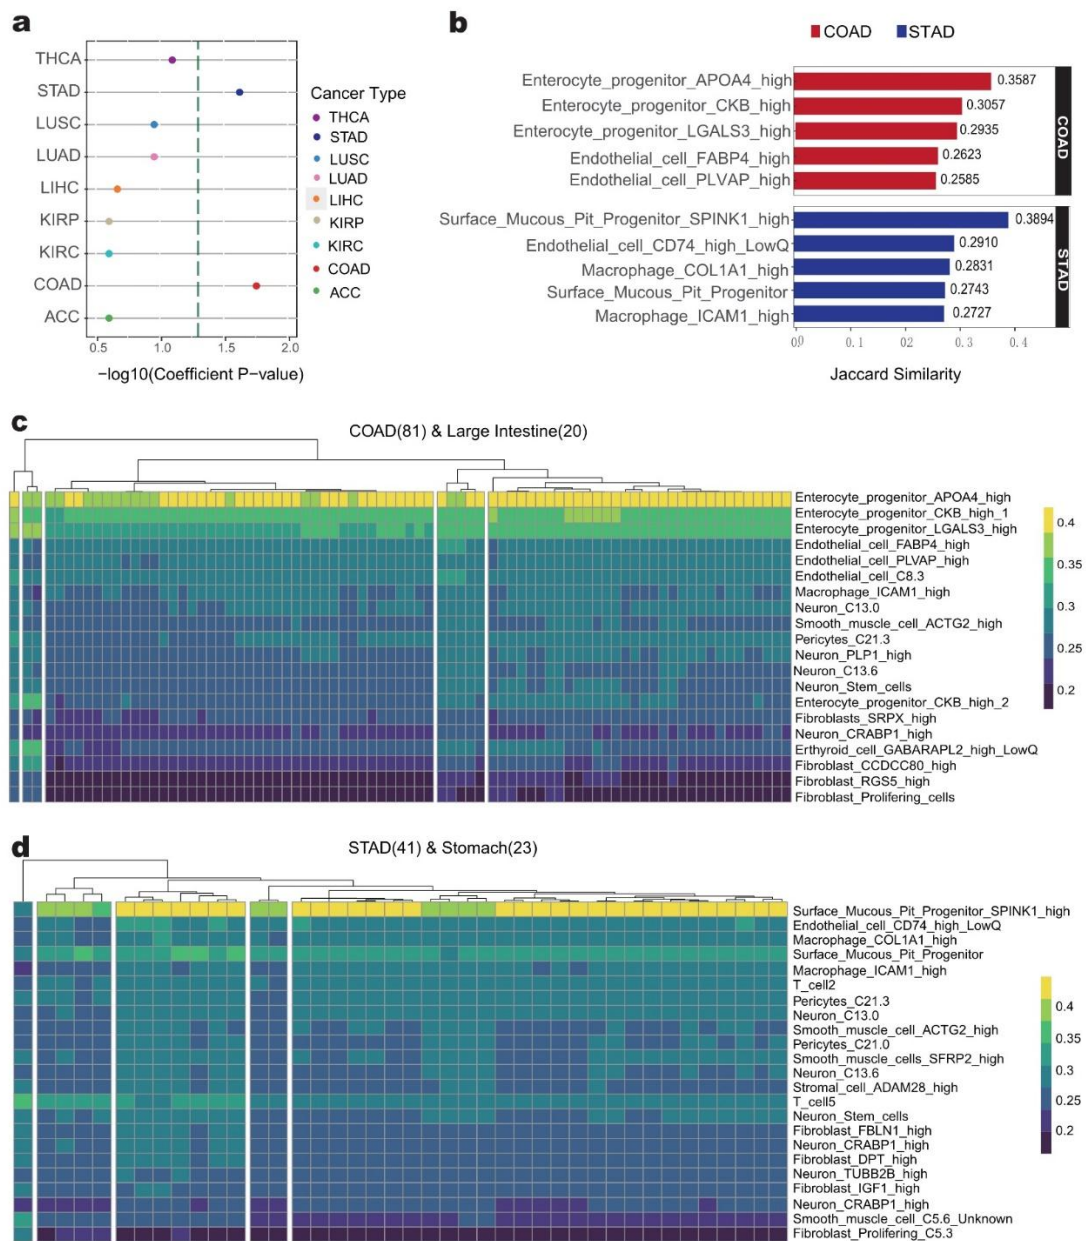 a
THCA
STAD
LUSC
LUAD
LIHC
KIRP
KIRC
COAD
ACC
0.5 1.0 1.5 2.0
−log10(Coefficient P−value)
Cancer Type
THCA
STAD
LUSC
LUAD
LIHC
KIRP
KIRC
COAD
ACC
b
COAD STAD
Enterocyte_progenitor_APOA4_high 0.3587
Enterocyte_progenitor_CKB_high 0.3057
Enterocyte_progenitor_LGALS3_high 0.2935
Endothelial_cell_FABP4_high 0.2623
Endothelial_cell_PLVAP_high 0.2585
COAD
Surface_Mucous_Pit_Progenitor_SPINK1_high 0.3894
Endothelial_cell_CD74_high_LowQ 0.2910
Macrophage_COL1A1_high 0.2831
Surface_Mucous_Pit_Progenitor 0.2743
Macrophage_ICAM1_high 0.2727
STAD
0.0 0.1 02 0.3 0.4
Jaccard Similarity
c
COAD(81) & Large Intestine(20)
Enterocyte_progenitor_APOA4_high
Enterocyte_progenitor_CKB_high_1
Enterocyte_progenitor_LGALS3_high
Endothelial_cell_FABP4_high
Endothelial_cell_PLVAP_high
Endothelial_cell_C8.3
Macrophage_ICAM1_high
Neuron_C13.0
Smooth_muscle_cell_ACTG2_high
Pericytes_C21.3
Neuron_PLP1_high
Neuron_C13.6
Neuron_Stem_cells
Enterocyte_progenitor_CKB_high_2
Fibroblasts_SRPX_high
Neuron_CRABP1_high
Erthyroid_cell_GABARAPL2_high_LowQ
Fibroblast_CCDCC80_high
Fibroblast_RGS5_high
Fibroblast_Prolifering_cells
0.4
0.35
0.3
0.25
0.2
d
STAD(41) & Stomach(23)
Surface_Mucous_Pit_Progenitor_SPINK1_high
Endothelial_cell_CD74_high_LowQ
Macrophage_COL1A1_high
Surface_Mucous_Pit_Progenitor
Macrophage_ICAM1_high
T_cell2
Pericytes_C21.3
Neuron_C13.0
Smooth_muscle_cell_ACTG2_high
Pericytes_C21.0
Smooth_muscle_cells_SFRP2_high
Neuron_C13.6
Stromal_cell_ADAM28_high
T_cell5
Neuron_Stem_cells
Fibroblast_FBLN1_high
Neuron_CRABP1_high
Fibroblast_DPT_high
Neuron_TUBB2B_high
Fibroblast_IGF1_high
Neuron_CRABP1_high
Smooth_muscle_cell_C5.6_Unknown
Fibroblast_Prolifering_C5.3
0.4
0.35
0.3
0.25
0.2